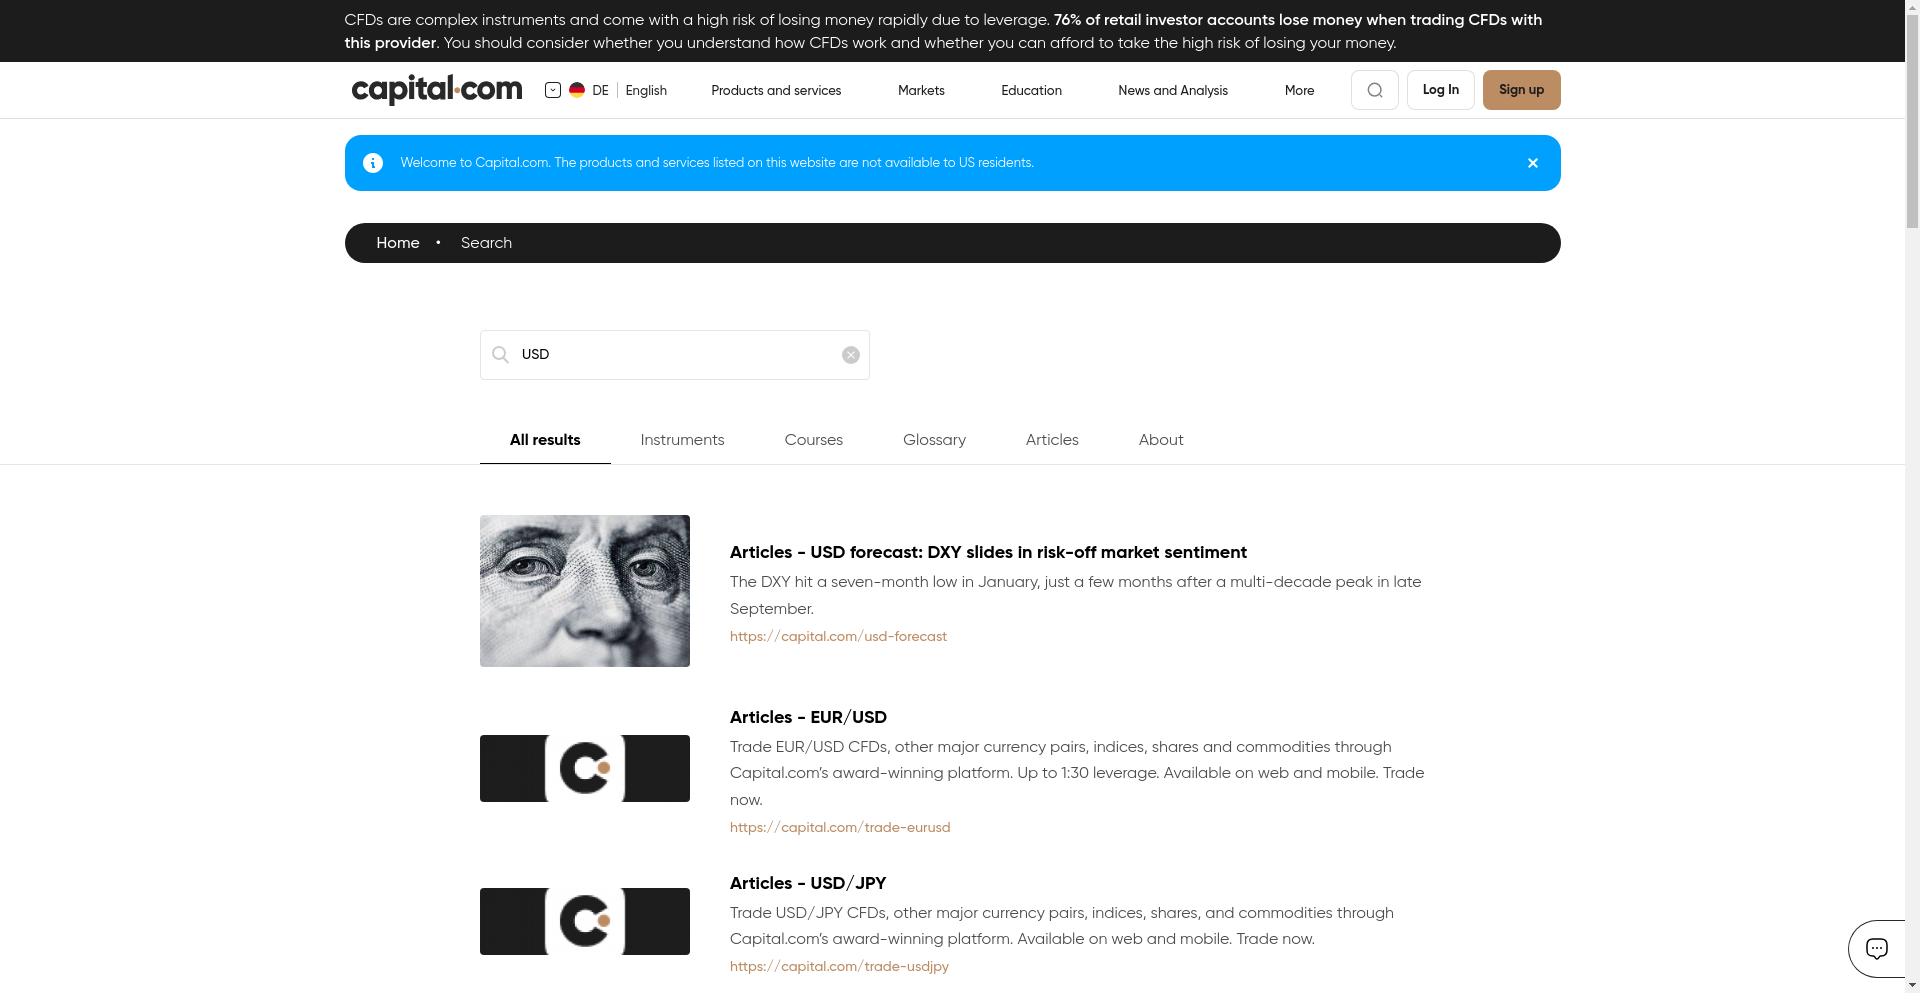 CFDs are complex instruments and come with a high risk of losing money rapidly due to leverage. 76% of retail investor accounts lose money when trading CFDs with
this provider. You should consider whether you understand how CFDs work and whether you can afford to take the high risk of losing your money.
capital.com DE English Products and services Markets Education News and Analysis More Log In Sign up
Welcome to Capital.com. The products and services listed on this website are not available to US residents.
Home • Search
USD
All results Instruments Courses Glossary Articles About
Articles - USD forecast: DXY slides in risk-off market sentiment
The DXY hit a seven-month low in January, just a few months after a multi-decade peak in late
September.
https://capital.com/usd-forecast
Articles - EUR/USD
Trade EUR/USD CFDs, other major currency pairs, indices, shares and commodities through
Capital.com’s award-winning platform. Up to 1:30 leverage. Available on web and mobile. Trade
now.
https://capital.com/trade-eurusd
Articles - USD/JPY
Trade USD/JPY CFDs, other major currency pairs, indices, shares, and commodities through
Capital.com’s award-winning platform. Available on web and mobile. Trade now.
https://capital.com/trade-usdjpy